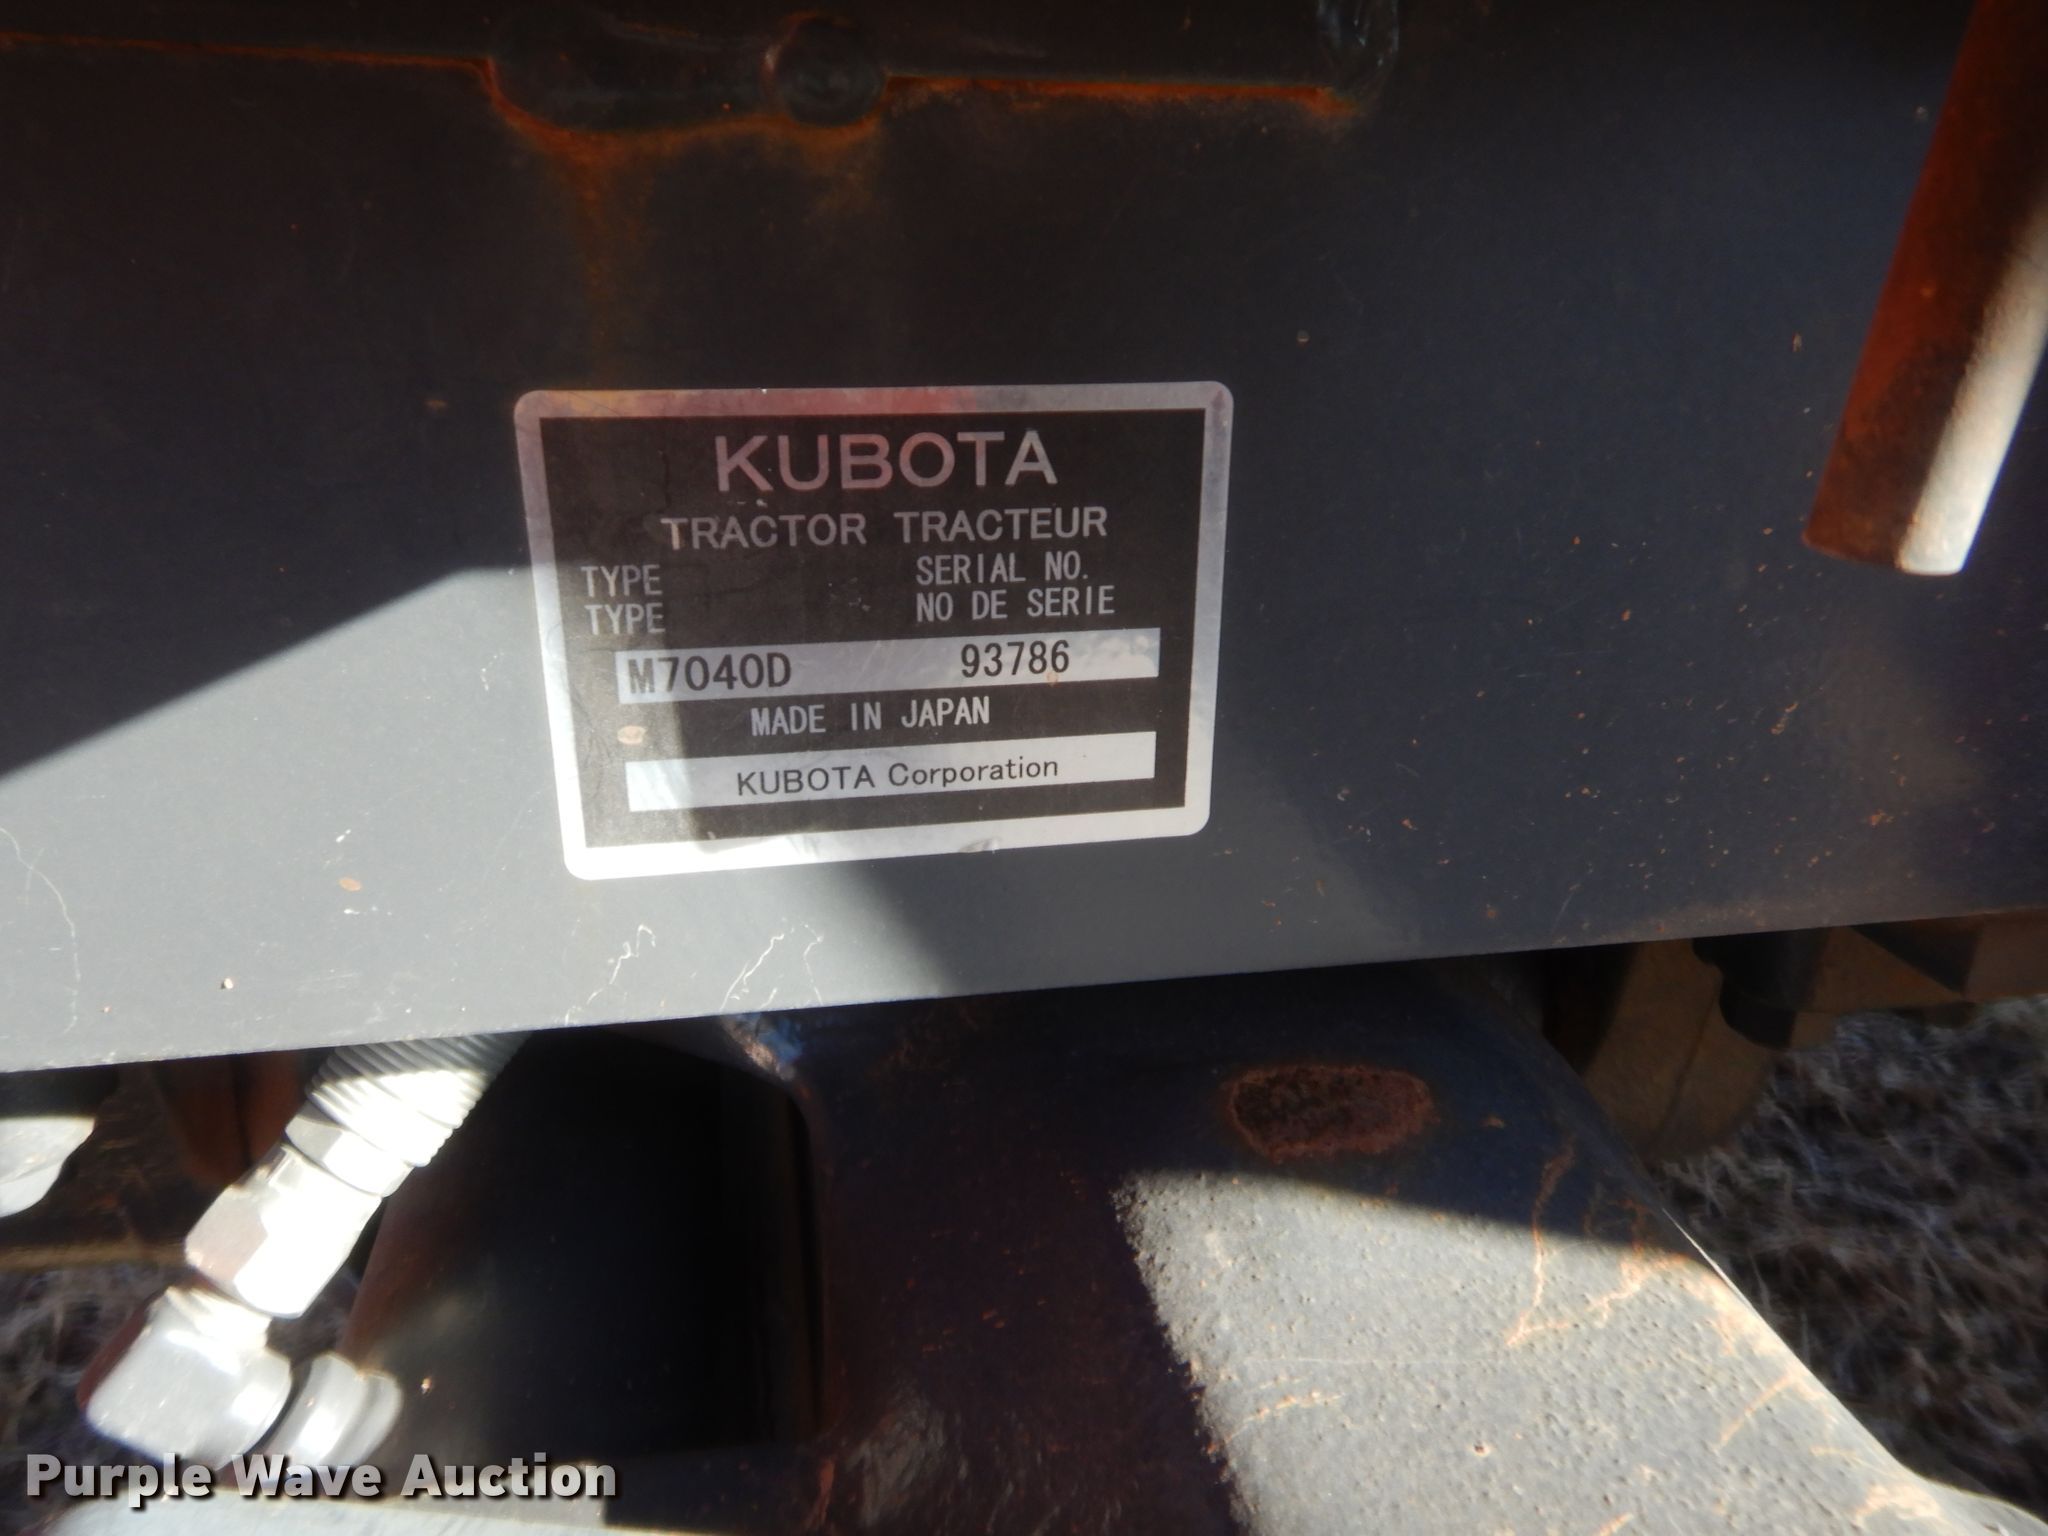 KUBOTA
TRACTOR TRACTEUR
TYPE SERIAL NO.
TYPE NO DE SERIE
M7040D 93786
MADE IN JAPAN
KUBOTA Corporation
Purple Wave Auction